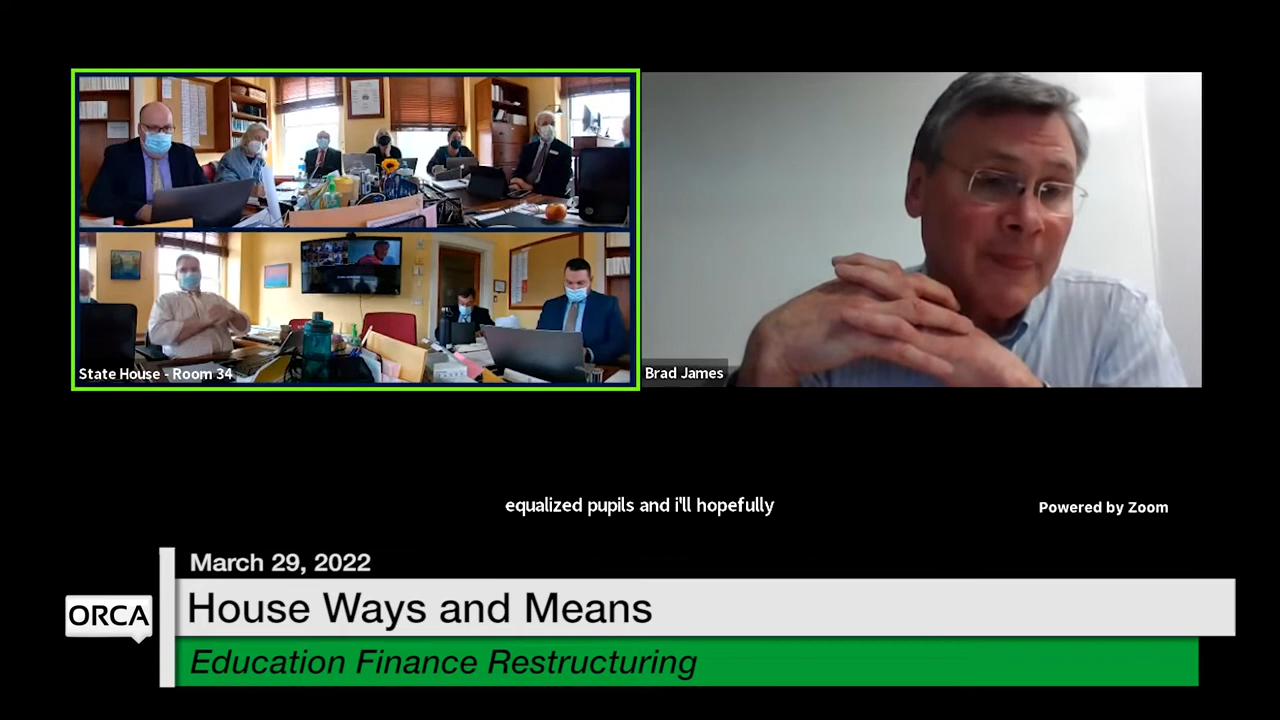 State House - Room 34
Brad James
equalized pupils and i'll hopefully
Powered by Zoom
March 29, 2022
ORCA
House Ways and Means
Education Finance Restructuring